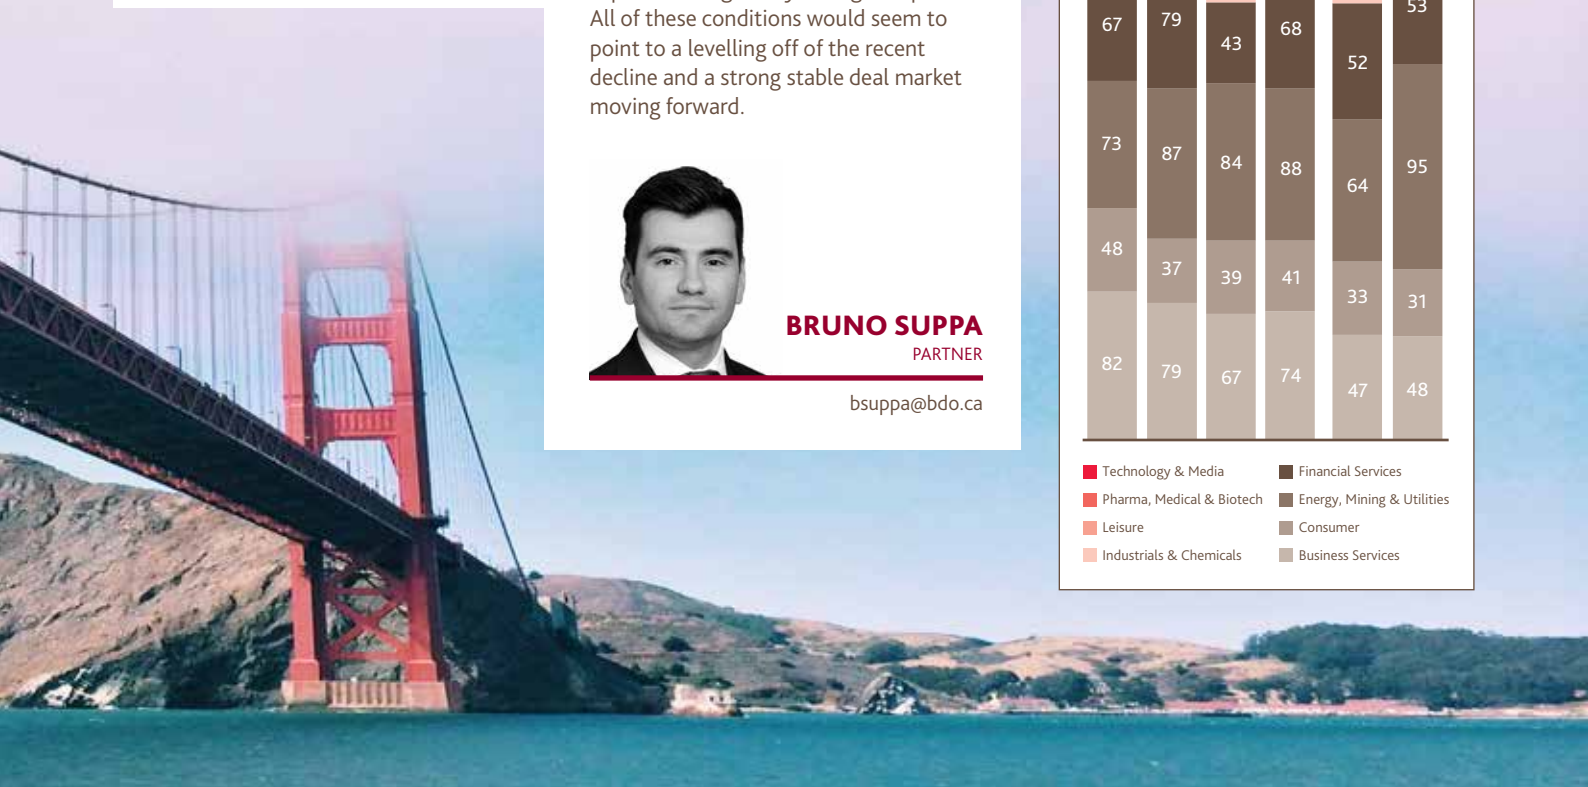 All of these conditions would seem to
point to a levelling off of the recent
decline and a strong stable deal market
moving forward.
BRUNO SUPPA
PARTNER
bsuppa@bdo.ca
67 79 43 68 52 53
73 87 84 88 64 95
48 37 39 41 33 31
82 79 67 74 47 48
Technology & Media
Pharma, Medical & Biotech
Leisure
Industrials & Chemicals
Financial Services
Energy, Mining & Utilities
Consumer
Business Services